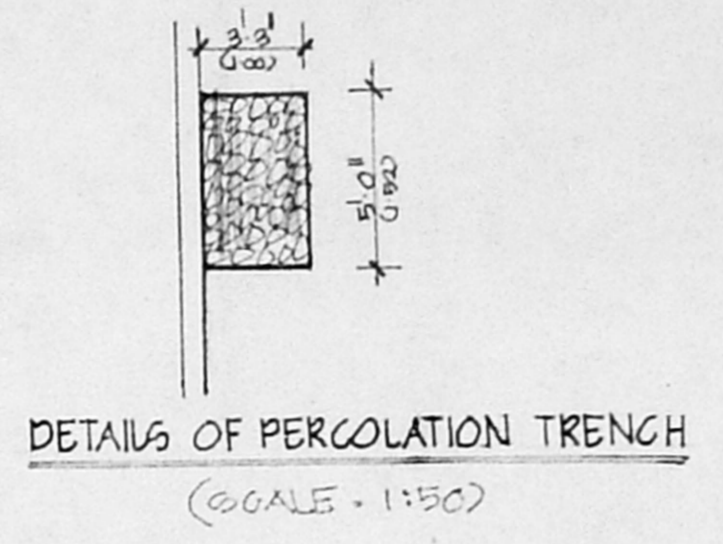 3'-3"
(1.00)
5'-0"
(1.52)
DETAILS OF PERCOLATION TRENCH
(SCALE - 1:50)